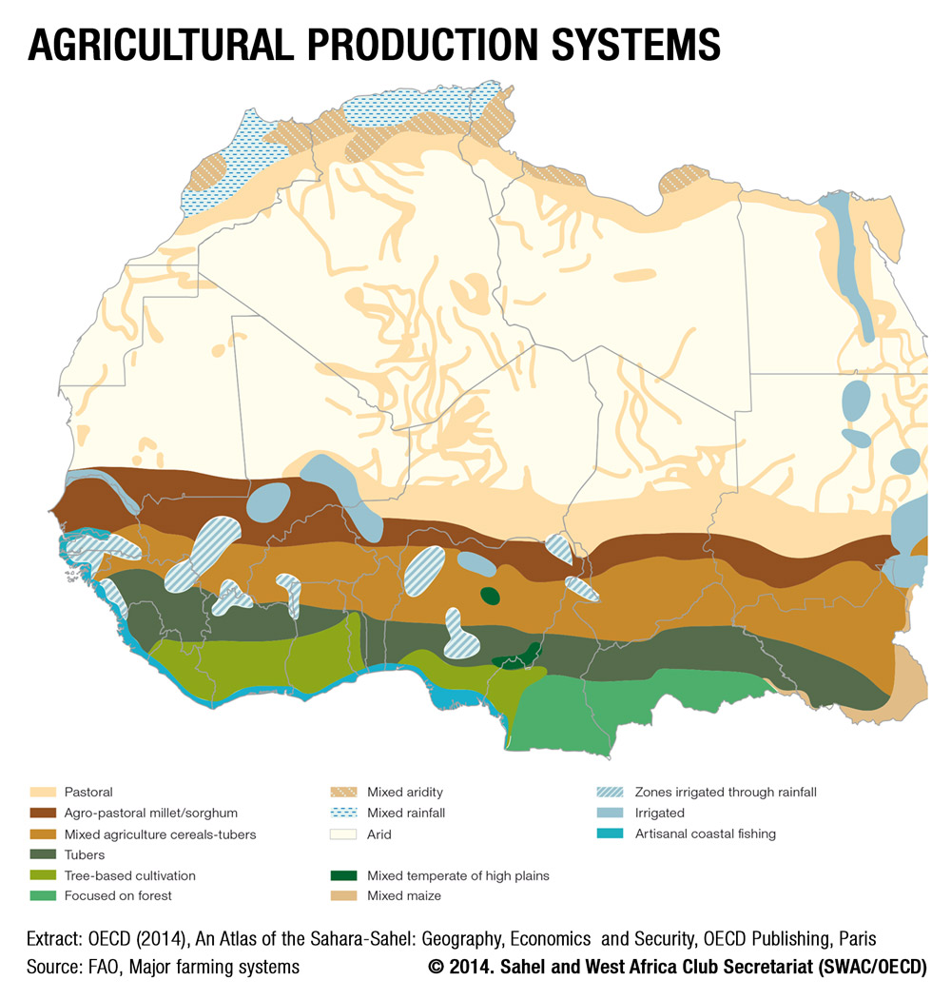 AGRICULTURAL PRODUCTION SYSTEMS
Pastoral
Agro-pastoral millet/sorghum
Mixed agriculture cereals-tubers
Tubers
Tree-based cultivation
Focused on forest
Mixed aridity
Mixed rainfall
Arid
Mixed temperate of high plains
Mixed maize
Zones irrigated through rainfall
Irrigated
Artisanal coastal fishing
Extract: OECD (2014), An Atlas of the Sahara-Sahel: Geography, Economics and Security, OECD Publishing, Paris
Source: FAO, Major farming systems
© 2014. Sahel and West Africa Club Secretariat (SWAC/OECD)